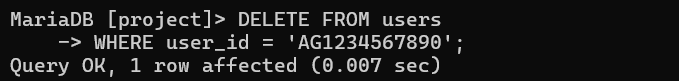 MariaDB [project]> DELETE FROM users
    -> WHERE user_id = 'AG1234567890';
Query OK, 1 row affected (0.007 sec)